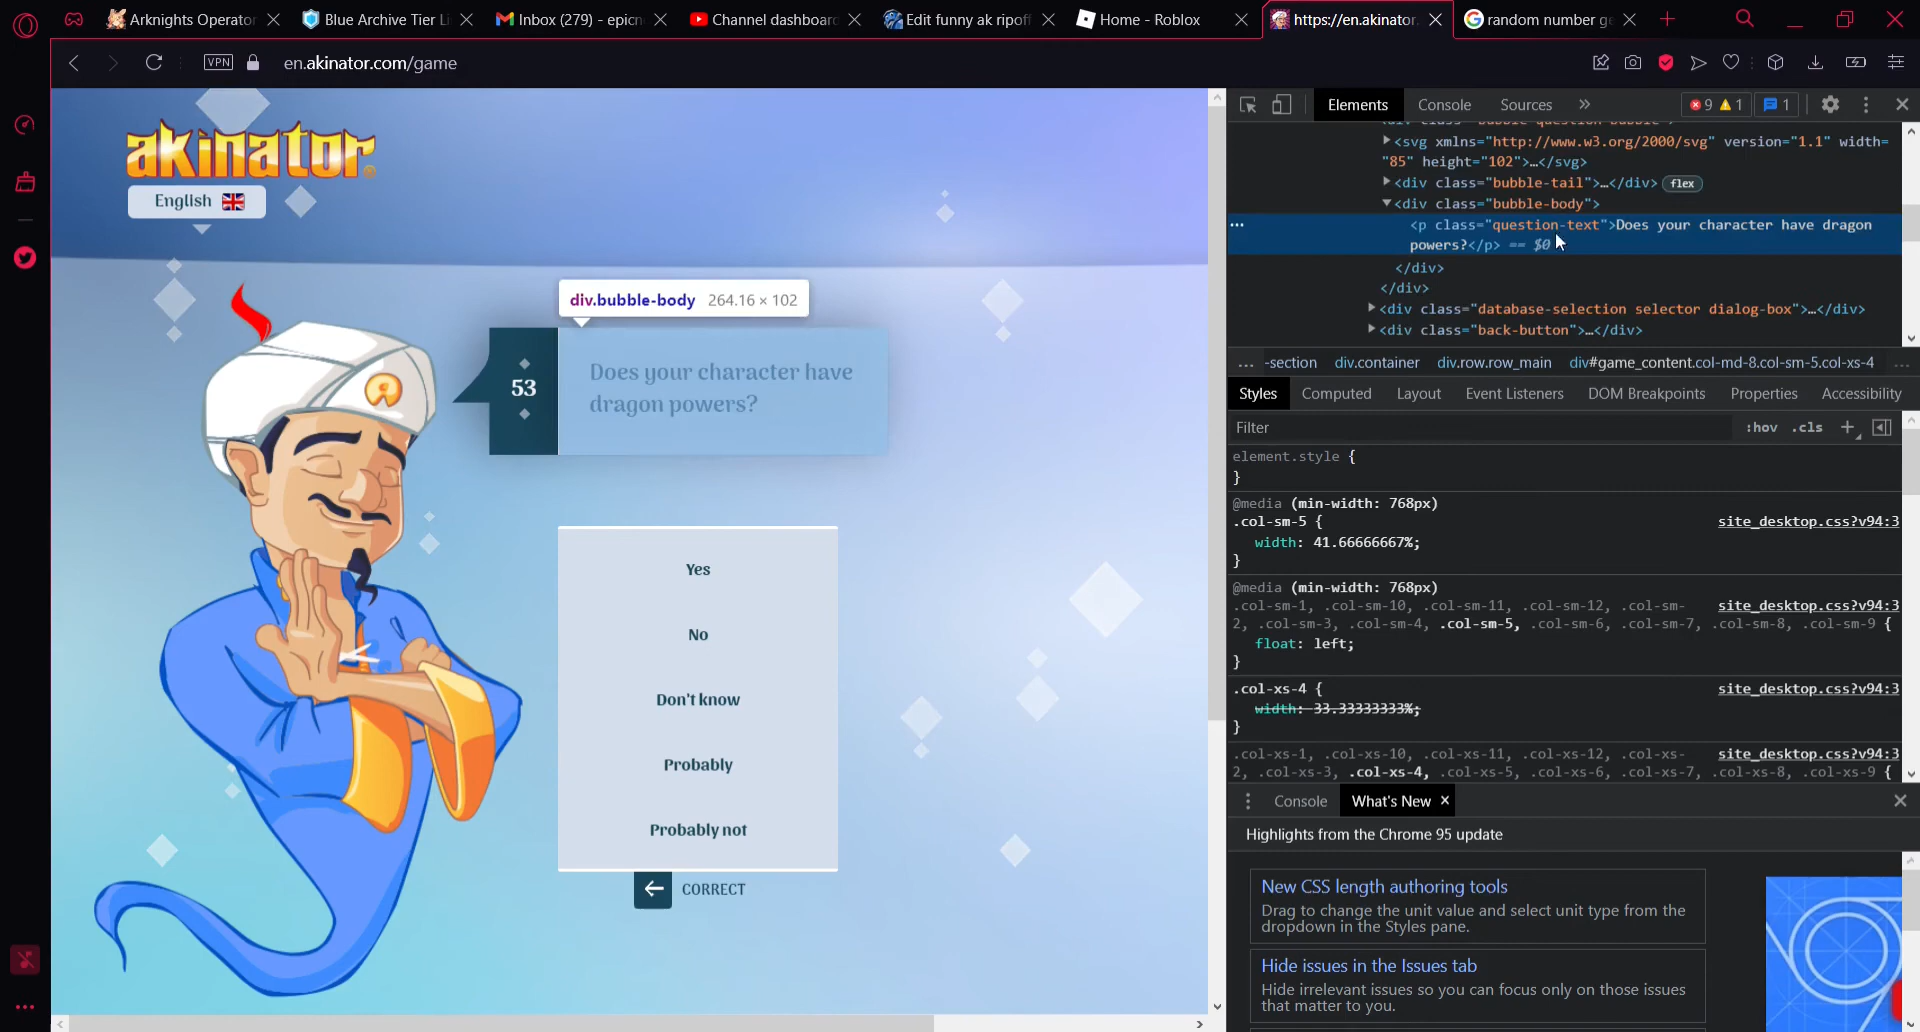 Arknights Operator
Blue Archive Tier Li
Inbox (279) - epicn
Channel dashboard
Edit funny ak ripoff
Home - Roblox
https://en.akinator.
random number ge
VPN
en.akinator.com/game
akinator
English
div.bubble-body 264.16 × 102
53
Does your character have
dragon powers?
Yes
No
Don't know
Probably
Probably not
CORRECT
Elements Console Sources » 9 1 1
<svg xmlns="http://www.w3.org/2000/svg" version="1.1" width=
"85" height="102">…</svg>
<div class="bubble-tail">…</div> flex
<div class="bubble-body">
<p class="question-text">Does your character have dragon
powers?</p> == $0
</div>
</div>
<div class="database-selection selector dialog-box">…</div>
<div class="back-button">…</div>
… -section div.container div.row.row_main div#game_content.col-md-8.col-sm-5.col-xs-4 …
Styles Computed Layout Event Listeners DOM Breakpoints Properties Accessibility
Filter :hov .cls +
element.style {
}
@media (min-width: 768px)
.col-sm-5 { site_desktop.css?v94:3
width: 41.66666667%;
}
@media (min-width: 768px)
.col-sm-1, .col-sm-10, .col-sm-11, .col-sm-12, .col-sm- site_desktop.css?v94:3
2, .col-sm-3, .col-sm-4, .col-sm-5, .col-sm-6, .col-sm-7, .col-sm-8, .col-sm-9 {
float: left;
}
.col-xs-4 { site_desktop.css?v94:3
width: 33.33333333%;
}
.col-xs-1, .col-xs-10, .col-xs-11, .col-xs-12, .col-xs- site_desktop.css?v94:3
2, .col-xs-3, .col-xs-4, .col-xs-5, .col-xs-6, .col-xs-7, .col-xs-8, .col-xs-9 {
Console What's New ×
Highlights from the Chrome 95 update
New CSS length authoring tools
Drag to change the unit value and select unit type from the
dropdown in the Styles pane.
Hide issues in the Issues tab
Hide irrelevant issues so you can focus only on those issues
that matter to you.